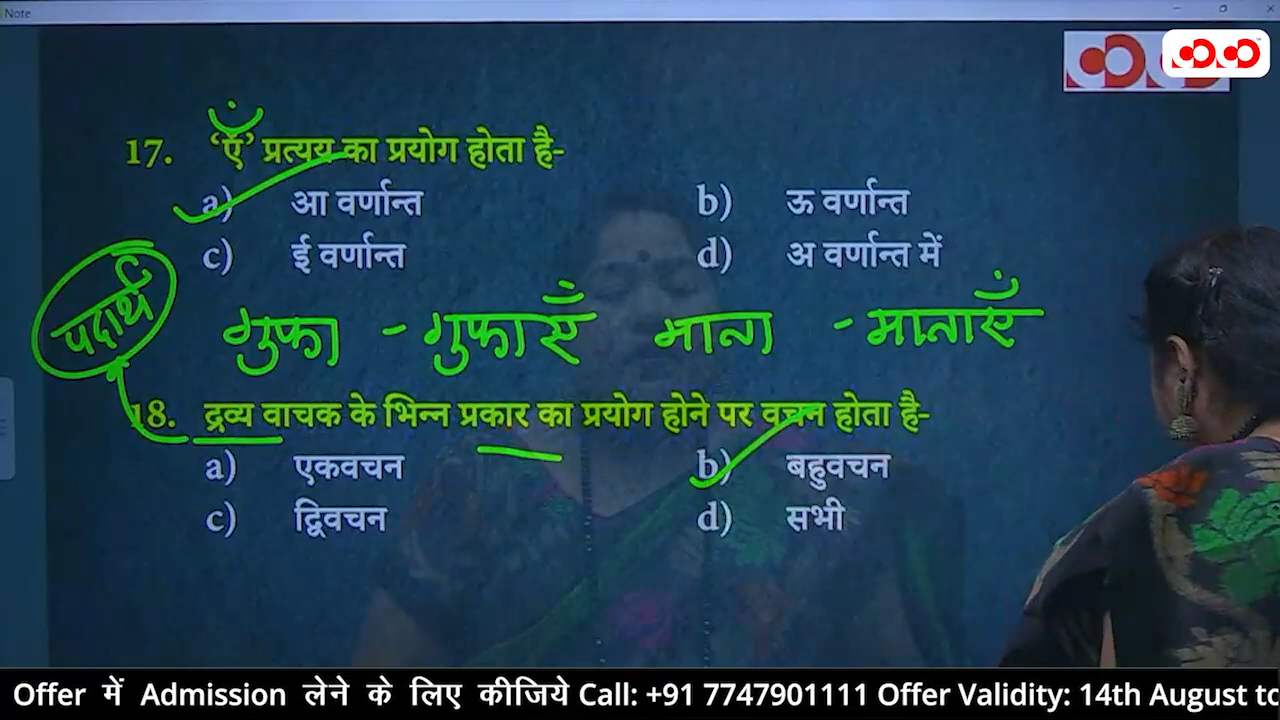 Note
17. ‘एँ’ प्रत्यय का प्रयोग होता है-
a) आ वर्णान्त b) ऊ वर्णान्त
c) ई वर्णान्त d) अ वर्णान्त में
पदार्थ
गुफा - गुफाएँ माता - माताएँ
18. द्रव्य वाचक के भिन्न प्रकार का प्रयोग होने पर वचन होता है-
a) एकवचन b) बहुवचन
c) द्विवचन d) सभी
Offer में Admission लेने के लिए कीजिये Call: +91 7747901111 Offer Validity: 14th August to